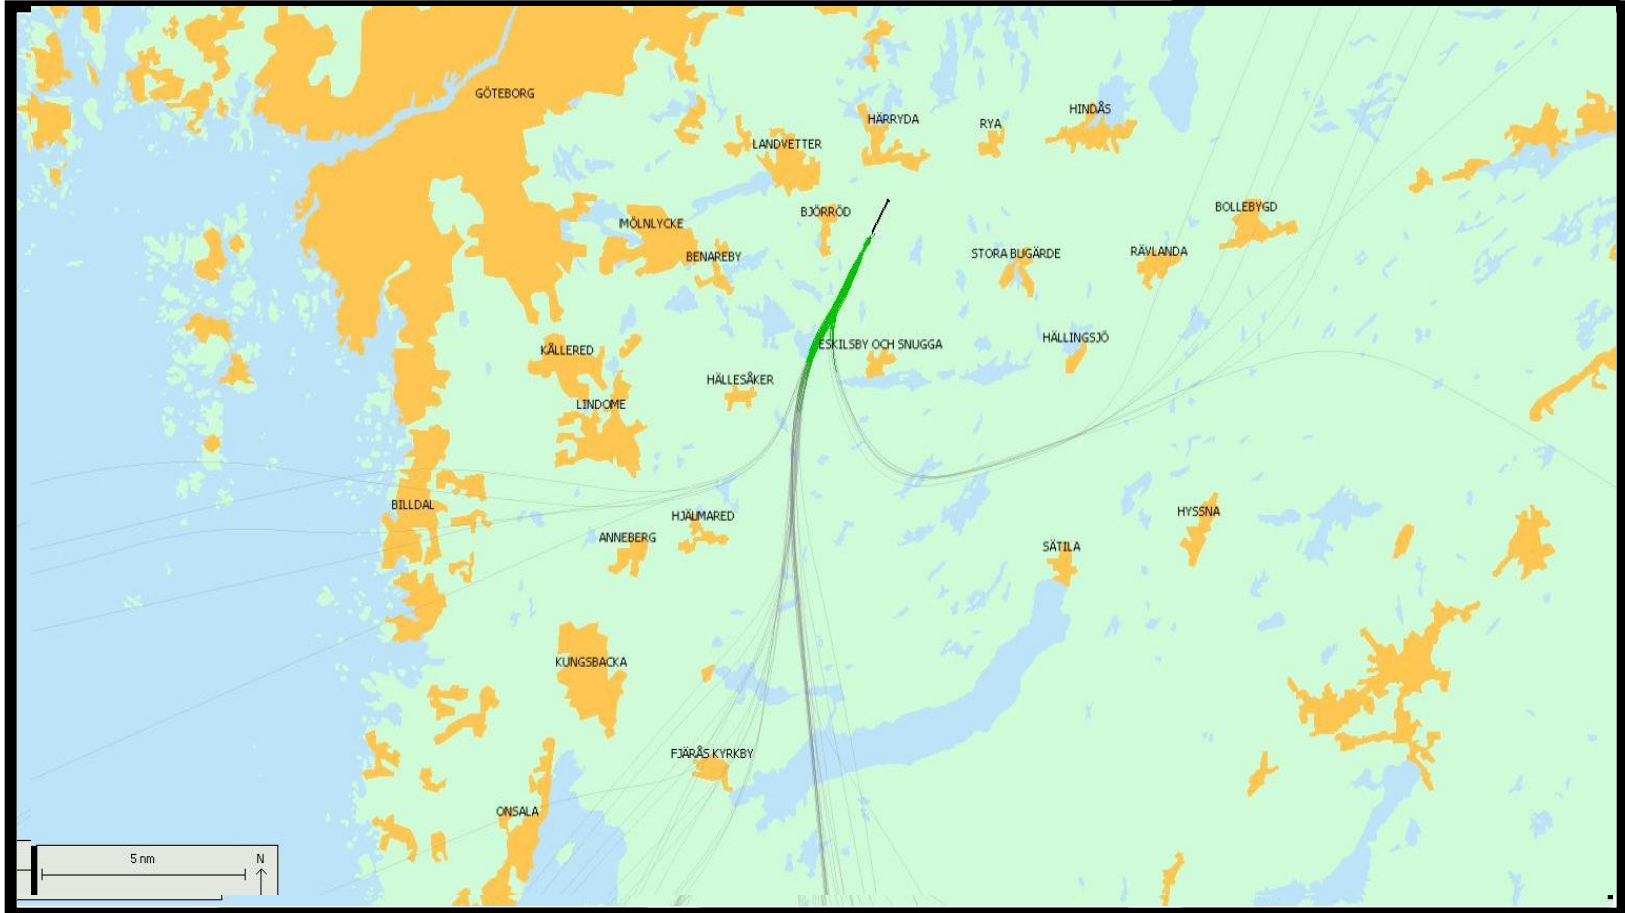 GÖTEBORG
HINDÅS
HÄRRYDA
RYA
LANDVETTER
BJÖRRÖD
BOLLEBYGD
MÖLNLYCKE
BENAREBY
STORA BUGÄRDE
RÄVLANDA
HÄLLINGSJÖ
ESKILSBY OCH SNUGGA
KÅLLERED
HÄLLESÅKER
LINDOME
BILLDAL
HJÄLMARED
HYSSNA
ANNEBERG
SÄTILA
KUNGSBACKA
FJÄRÅS KYRKBY
ONSALA
5 nm
N